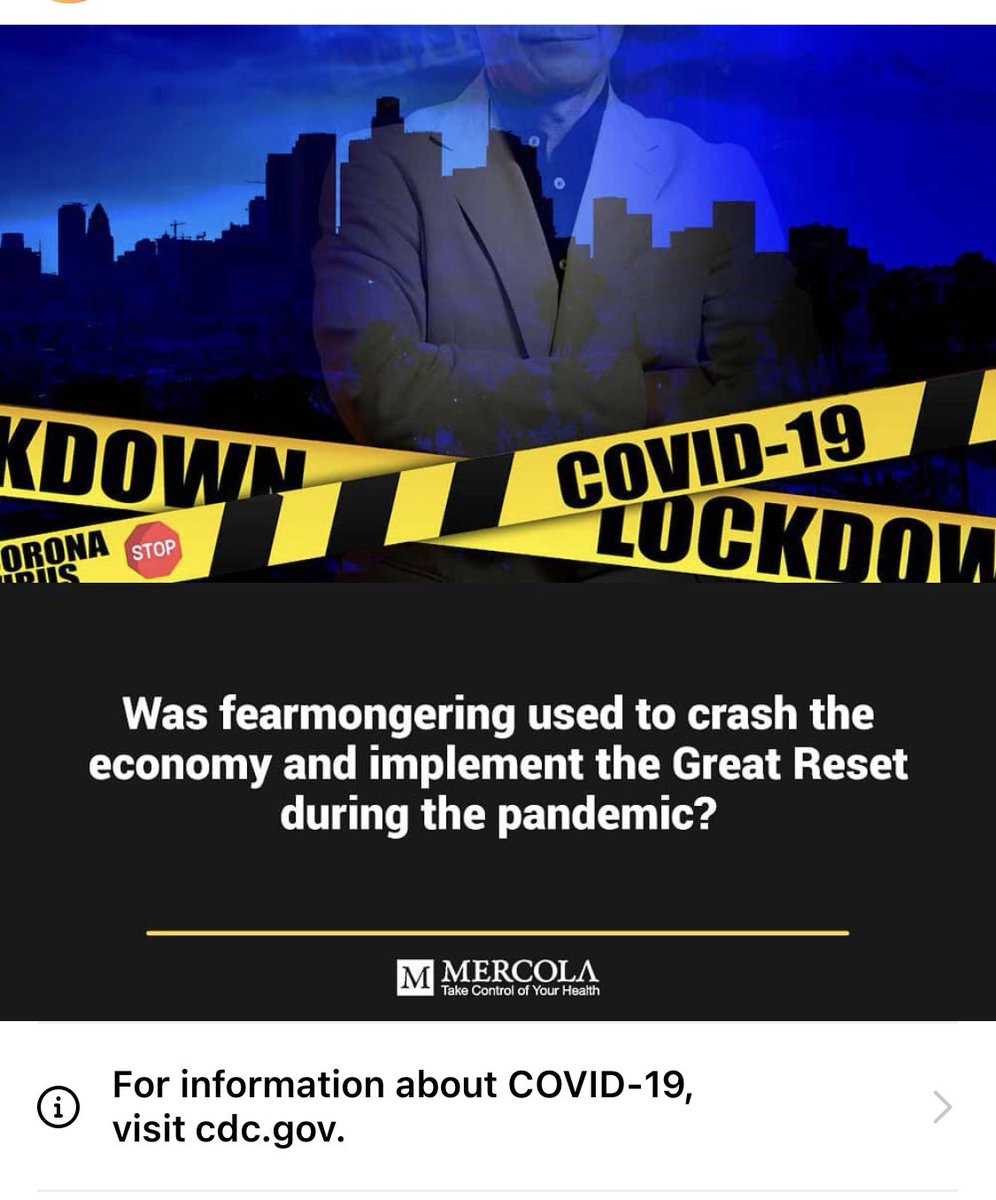 KDOWN
COVID-19
ORONA
STOP
LOCKDOW
Was fearmongering used to crash the
economy and implement the Great Reset
during the pandemic?
M MERCOLA
Take Control of Your Health
For information about COVID-19,
visit cdc.gov.